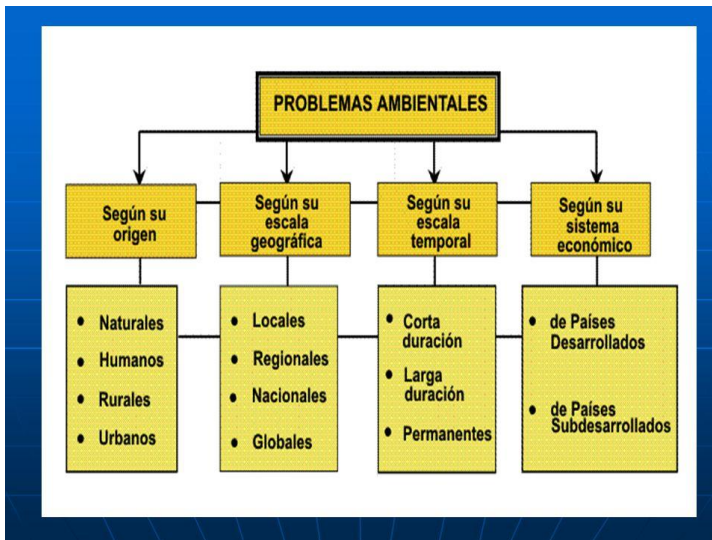 PROBLEMAS AMBIENTALES
Según su
origen
Según su
escala
geográfica
Según su
escala
temporal
Según su
sistema
económico
• Naturales
• Humanos
• Rurales
• Urbanos
• Locales
• Regionales
• Nacionales
• Globales
• Corta
duración
• Larga
duración
• Permanentes
• de Países
Desarrollados
• de Países
Subdesarrollados